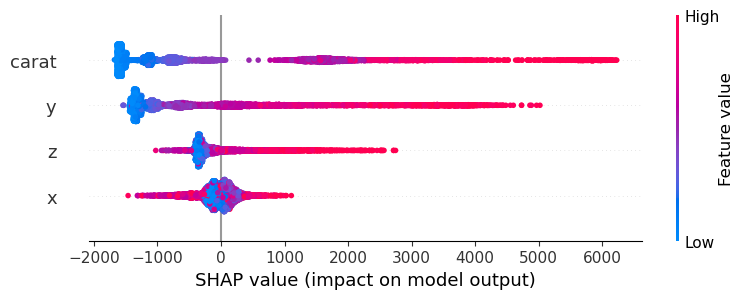 High
carat
y
z
x
Low
Feature value
−2000 −1000 0 1000 2000 3000 4000 5000 6000
SHAP value (impact on model output)